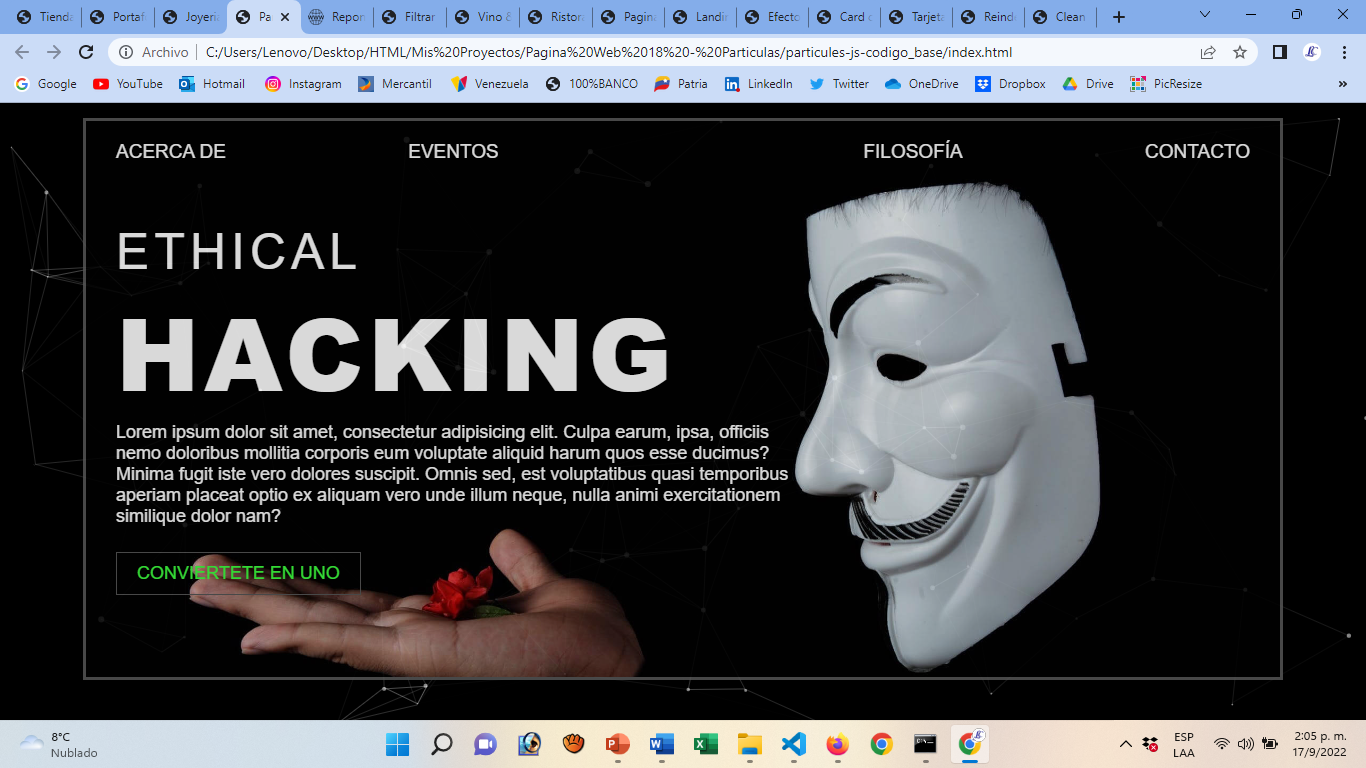 Tienda
Portaf
Joyeri
Pa
Repor
Filtrar
Vino &
Ristor
Pagina
Landi
Efecto
Card
Tarjeta
Reind
Clean
Archivo
C:/Users/Lenovo/Desktop/HTML/Mis%20Proyectos/Pagina%20Web%2018%20-%20Particulas/particules-js-codigo_base/index.html
Google
YouTube
Hotmail
Instagram
Mercantil
Venezuela
100%BANCO
Patria
LinkedIn
Twitter
OneDrive
Dropbox
Drive
PicResize
»
ACERCA DE
EVENTOS
FILOSOFÍA
CONTACTO
ETHICAL
HACKING
Lorem ipsum dolor sit amet, consectetur adipisicing elit. Culpa earum, ipsa, officiis
nemo doloribus mollitia corporis eum voluptate aliquid harum quos esse ducimus?
Minima fugit iste vero dolores suscipit. Omnis sed, est voluptatibus quasi temporibus
aperiam placeat optio ex aliquam vero unde illum neque, nulla animi exercitationem
similique dolor nam?
CONVIERTETE EN UNO
8°C
Nublado
ESP
LAA
2:05 p. m.
17/9/2022